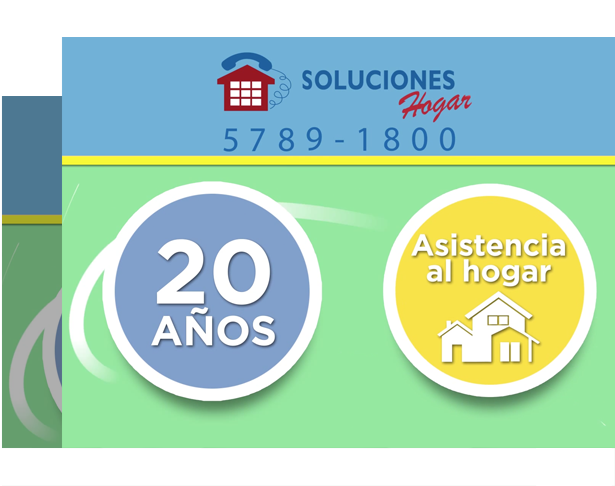 SOLUCIONES
Hogar
5789-1800
20
AÑOS
Asistencia
al hogar